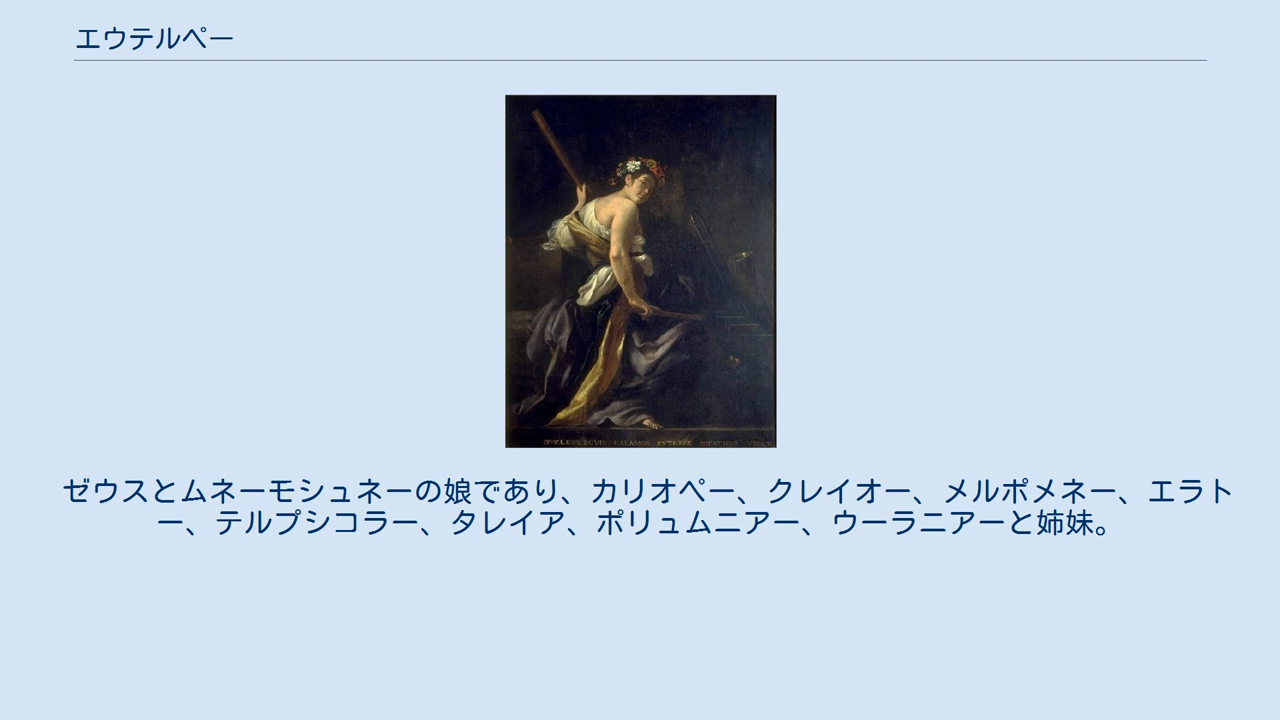 エウテルペー
CALAMOS
ゼウスとムネーモシュネーの娘であり、カリオペー、クレイオー、メルポメネー、エラト
ー、テルプシコラー、タレイア、ポリュムニアー、ウーラニアーと姉妹。